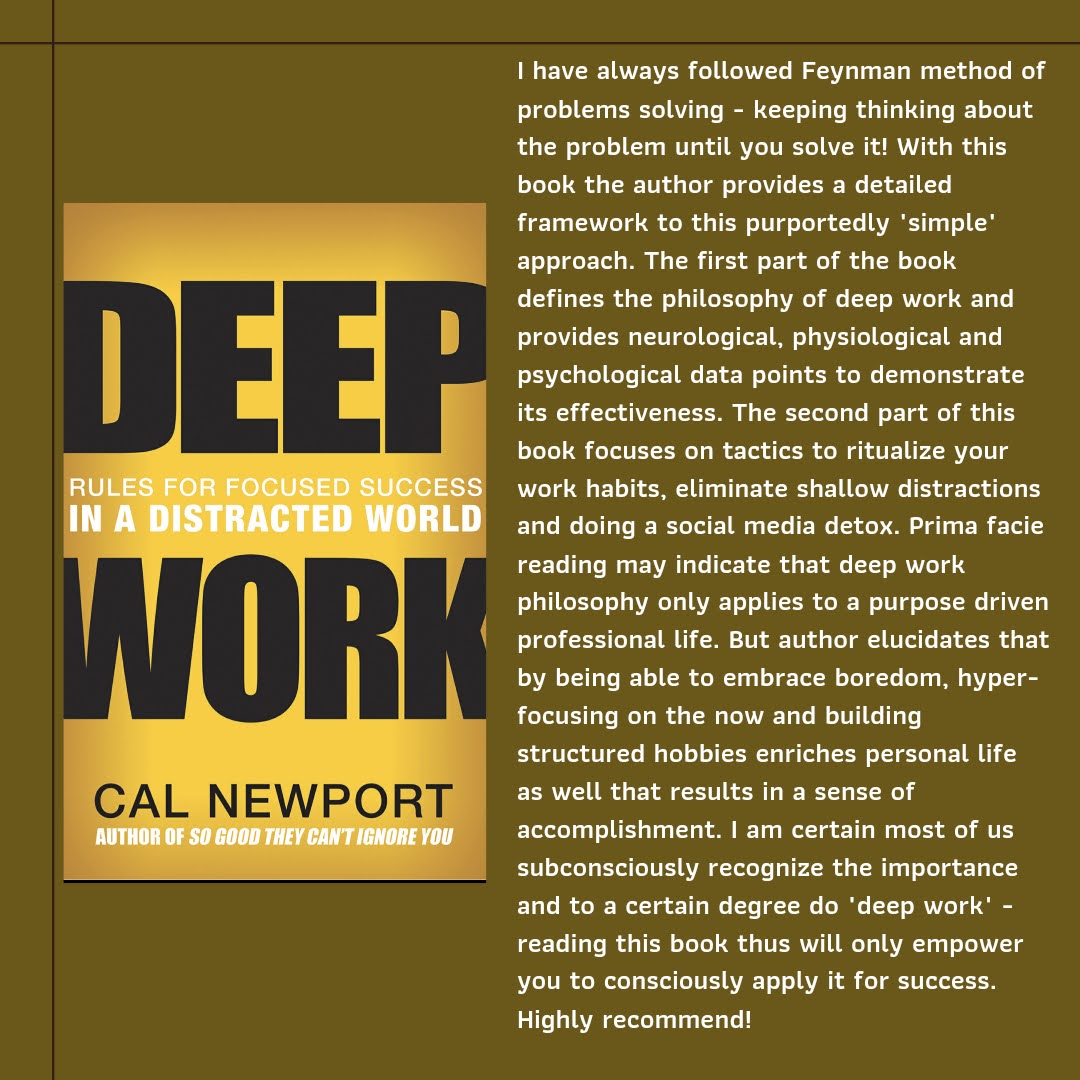 DEEP
RULES FOR FOCUSED SUCCESS
IN A DISTRACTED WORLD
WORK
CAL NEWPORT
AUTHOR OF SO GOOD THEY CAN'T IGNORE YOU
I have always followed Feynman method of
problems solving - keeping thinking about
the problem until you solve it! With this
book the author provides a detailed
framework to this purportedly 'simple'
approach. The first part of the book
defines the philosophy of deep work and
provides neurological, physiological and
psychological data points to demonstrate
its effectiveness. The second part of this
book focuses on tactics to ritualize your
work habits, eliminate shallow distractions
and doing a social media detox. Prima facie
reading may indicate that deep work
philosophy only applies to a purpose driven
professional life. But author elucidates that
by being able to embrace boredom, hyper-
focusing on the now and building
structured hobbies enriches personal life
as well that results in a sense of
accomplishment. I am certain most of us
subconsciously recognize the importance
and to a certain degree do 'deep work' -
reading this book thus will only empower
you to consciously apply it for success.
Highly recommend!